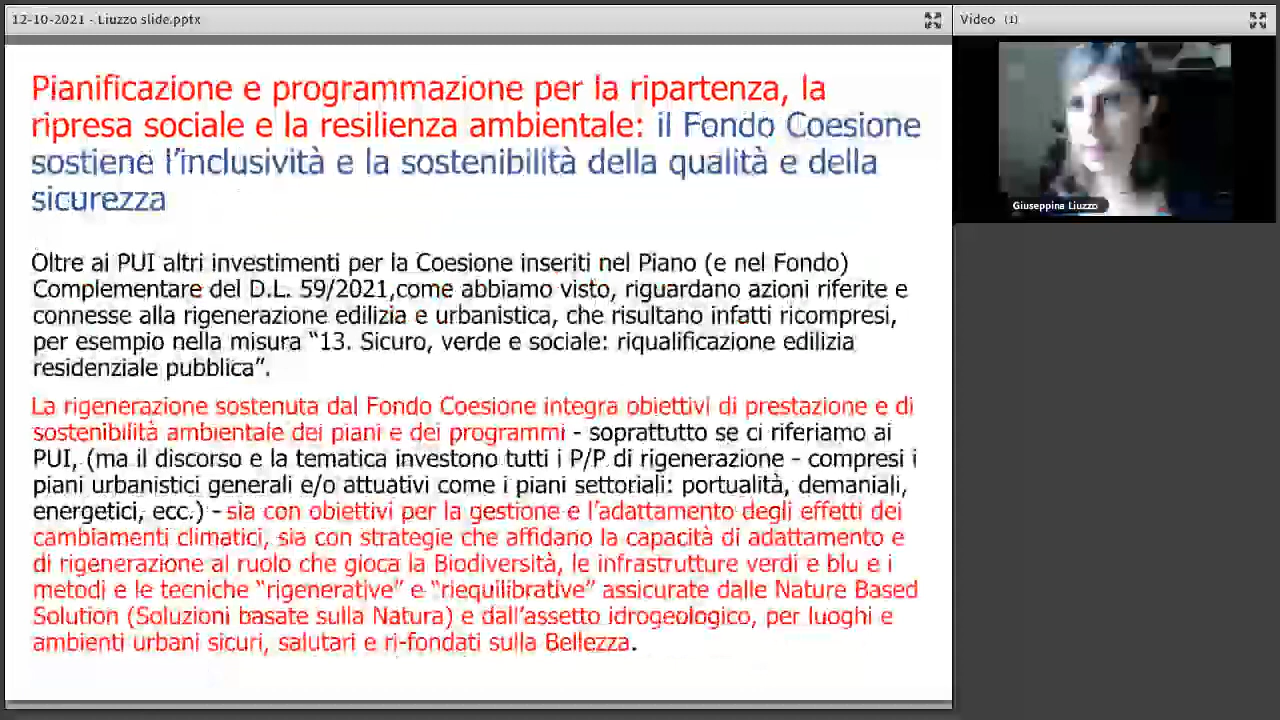 12-10-2021 - Liuzzo slide.pptx
Video (1)
Pianificazione e programmazione per la ripartenza, la
ripresa sociale e la resilienza ambientale: il Fondo Coesione
sostiene l'inclusività e la sostenibilità della qualità e della
sicurezza
Oltre ai PUI altri investimenti per la Coesione inseriti nel Piano (e nel Fondo)
Complementare del D.L. 59/2021,come abbiamo visto, riguardano azioni riferite e
connesse alla rigenerazione edilizia e urbanistica, che risultano infatti ricompresi,
per esempio nella misura "13. Sicuro, verde e sociale: riqualificazione edilizia
residenziale pubblica".
La rigenerazione sostenuta dal Fondo Coesione integra obiettivi di prestazione e di
sostenibilità ambientale dei piani e dei programmi - soprattutto se ci riferiamo ai
PUI, (ma il discorso e la tematica investono tutti i P/P di rigenerazione - compresi i
piani urbanistici generali e/o attuativi come i piani settoriali: portualità, demaniali,
energetici, ecc.) - sia con obiettivi per la gestione e l'adattamento degli effetti dei
cambiamenti climatici, sia con strategie che affidano la capacità di adattamento e
di rigenerazione al ruolo che gioca la Biodiversità, le infrastrutture verdi e blu e i
metodi e le tecniche "rigenerative" e "riequilibrative" assicurate dalle Nature Based
Solution (Soluzioni basate sulla Natura) e dall'assetto idrogeologico, per luoghi e
ambienti urbani sicuri, salutari e ri-fondati sulla Bellezza.
Giuseppina Liuzzo